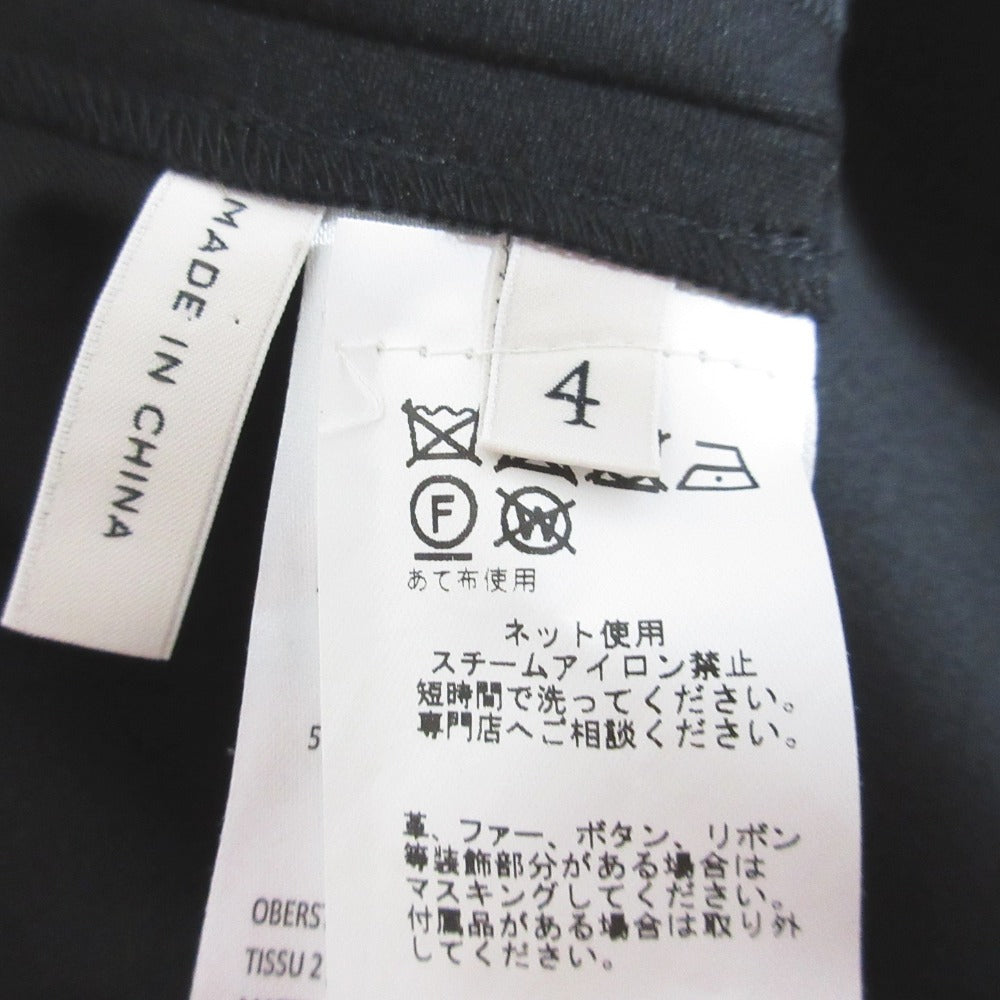 MADE IN CHINA
4
F
W
あて布使用
ネット使用
スチームアイロン禁止
短時間で洗ってください。
専門店へご相談ください。
革、ファー、ボタン、リボン
等装飾部分がある場合は
マスキングしてください。
付属品がある場合は取り外
してください。
5
TISSU 2